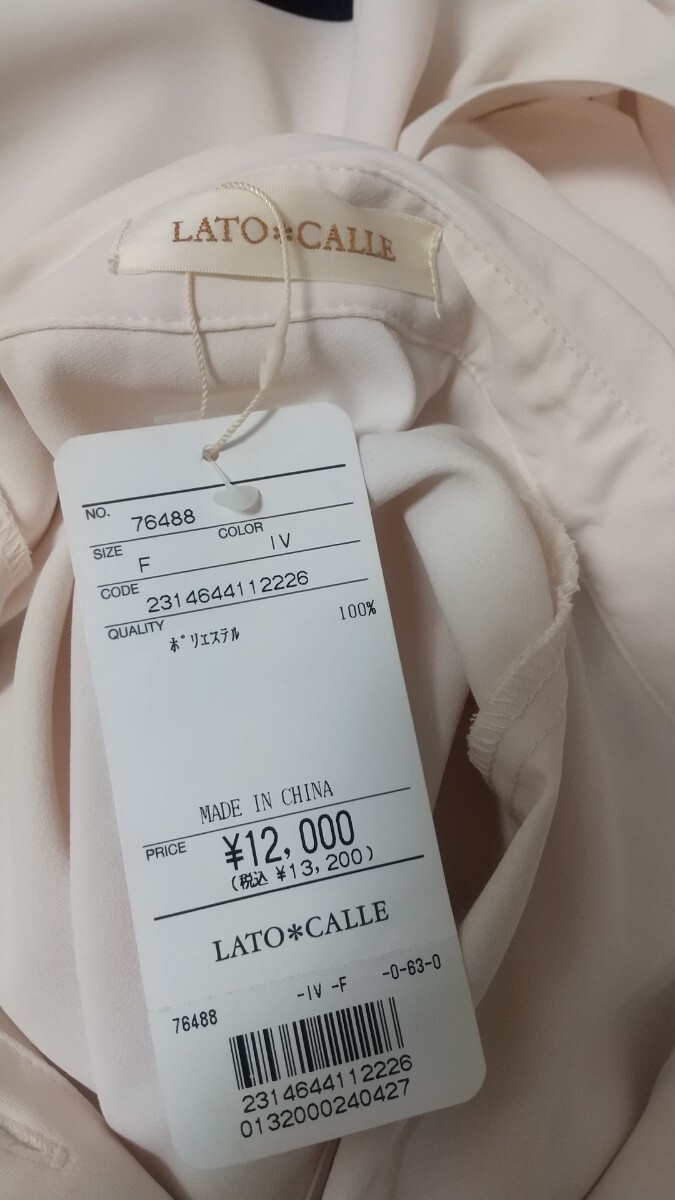 LATO✻CALLE
NO. 76488
SIZE F COLOR IV
CODE 2314644112226
QUALITY ﾎﾟﾘｴｽﾃﾙ 100%
MADE IN CHINA
PRICE ¥12,000
(税込 ¥13,200)
LATO✻CALLE
-IV -F -0-63-0
76488
2314644112226
0132000240427